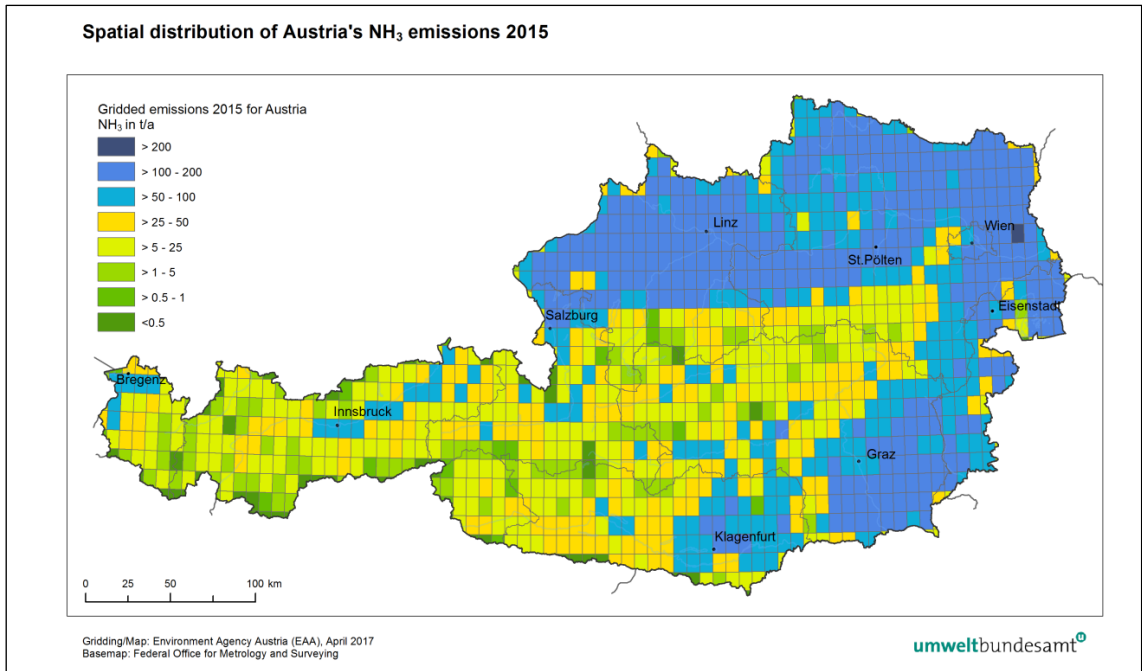 Spatial distribution of Austria's NH₃ emissions 2015
Gridded emissions 2015 for Austria
NH₃ in t/a
> 200
> 100 - 200
> 50 - 100
> 25 - 50
> 5 - 25
> 1 - 5
> 0.5 - 1
<0.5
Linz
Wien
St.Pölten
Eisenstadt
Salzburg
Bregenz
Innsbruck
Graz
Klagenfurt
0 25 50 100 km
Gridding/Map: Environment Agency Austria (EAA), April 2017
Basemap: Federal Office for Metrology and Surveying
umweltbundesamt u